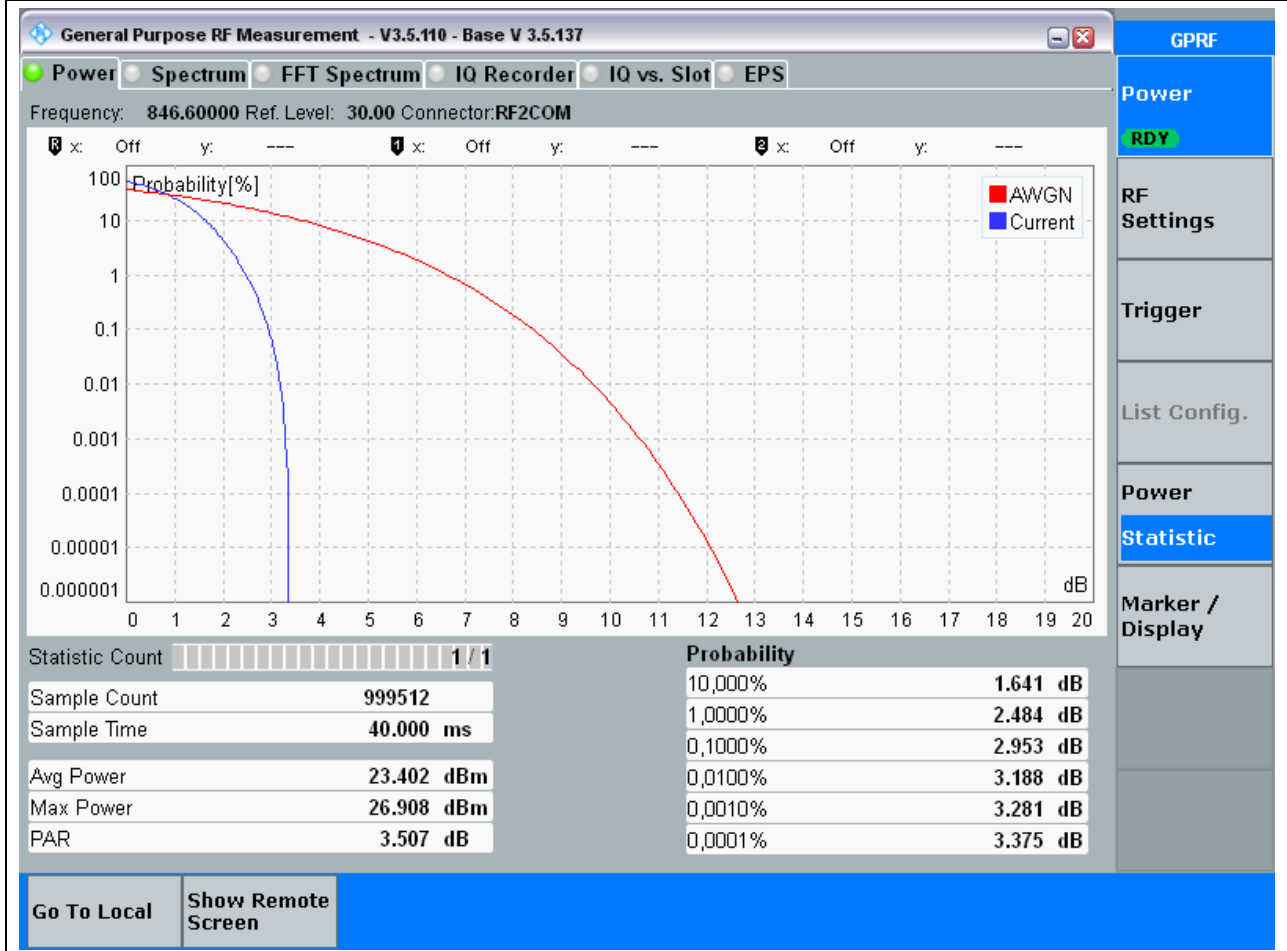 General Purpose RF Measurement - V3.5.110 - Base V 3.5.137
Power Spectrum FFT Spectrum IQ Recorder IQ vs. Slot EPS
Frequency: 846.60000 Ref. Level: 30.00 Connector:RF2COM
R x: Off y: --- 1 x: Off y: --- 2 x: Off y: ---
Probability[%]
AWGN
Current
100
10
1
0.1
0.01
0.001
0.0001
0.00001
0.000001
dB
0 1 2 3 4 5 6 7 8 9 10 11 12 13 14 15 16 17 18 19 20
Statistic Count 1 / 1
Sample Count 999512
Sample Time 40.000 ms
Avg Power 23.402 dBm
Max Power 26.908 dBm
PAR 3.507 dB
Probability
10,000% 1.641 dB
1,0000% 2.484 dB
0,1000% 2.953 dB
0,0100% 3.188 dB
0,0010% 3.281 dB
0,0001% 3.375 dB
GPRF
Power
RDY
RF
Settings
Trigger
List Config.
Power
Statistic
Marker /
Display
Go To Local
Show Remote
Screen